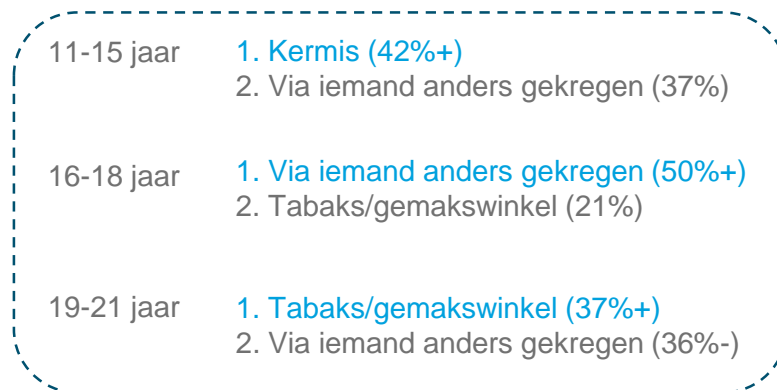 11-15 jaar 1. Kermis (42%+)
2. Via iemand anders gekregen (37%)
16-18 jaar 1. Via iemand anders gekregen (50%+)
2. Tabaks/gemakswinkel (21%)
19-21 jaar 1. Tabaks/gemakswinkel (37%+)
2. Via iemand anders gekregen (36%-)